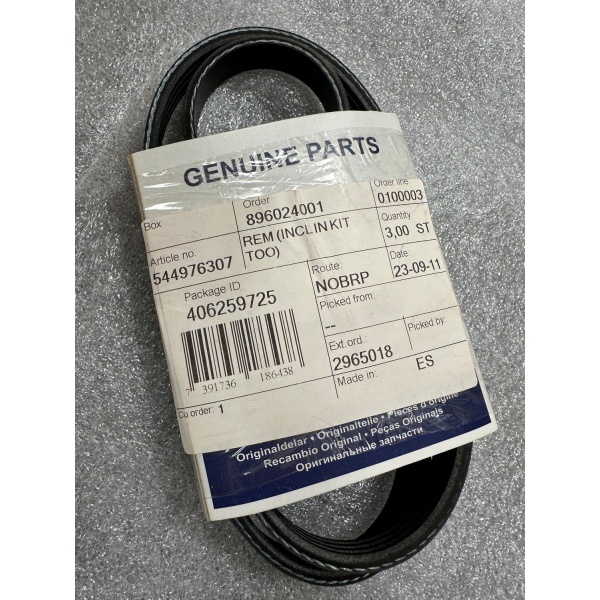 GENUINE PARTS
Box
Order
896024001
Order line
0100003
Article no.
544976307
REM (INCL IN KIT
TOO)
Quantity
3,00 ST
Package ID
406259725
Route:
NOBRP
23-09-11
Picked from:
--
Picked by
Ext.ord.:
2965018
ES
Made in:
7 391736 186438
Cu order: 1
Originaldelar • Originalteile • Pièces d'origine
Recambio Original • Peças Originais
Оригинальные запчасти